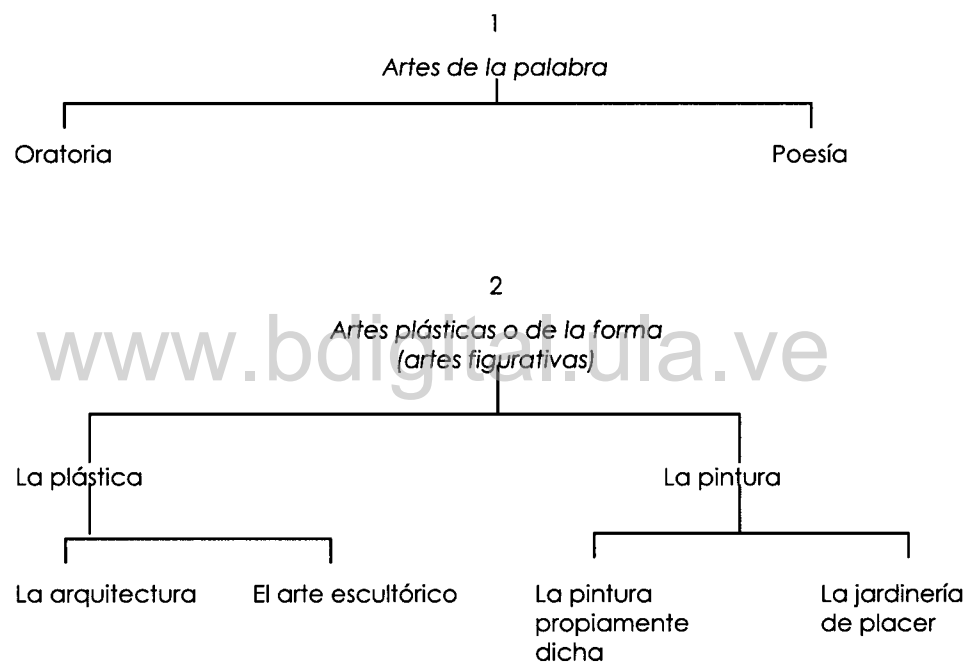 1
Artes de la palabra
Oratoria
Poesía
2
Artes plásticas o de la forma
(artes figurativas)
www.bdigital.ula.ve
La plástica
La pintura
La arquitectura
El arte escultórico
La pintura
propiamente
dicha
La jardinería
de placer